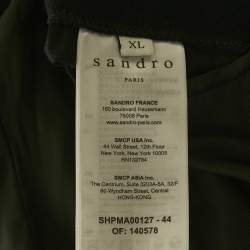 XL
sandro
PARIS
SANDRO FRANCE
150 boulevard Haussmann
75008 Paris
www.sandro-paris.com
SMCP USA Inc.
44 Wall Street, 12th Floor
New York, New York 10005
RN132784
SMCP ASIA Inc.
The Centrium, Suite 3203A-5A, 32/F
60 Wyndham Street, Central
HONG-KONG
SHPMA00127 - 44
OF: 140578